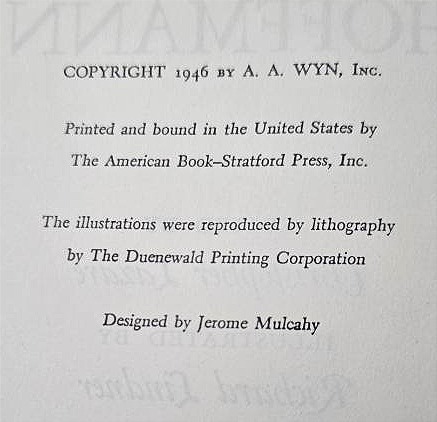 COPYRIGHT 1946 BY A. A. WYN, INC.
Printed and bound in the United States by
The American Book–Stratford Press, Inc.
The illustrations were reproduced by lithography
by The Duenewald Printing Corporation
Designed by Jerome Mulcahy